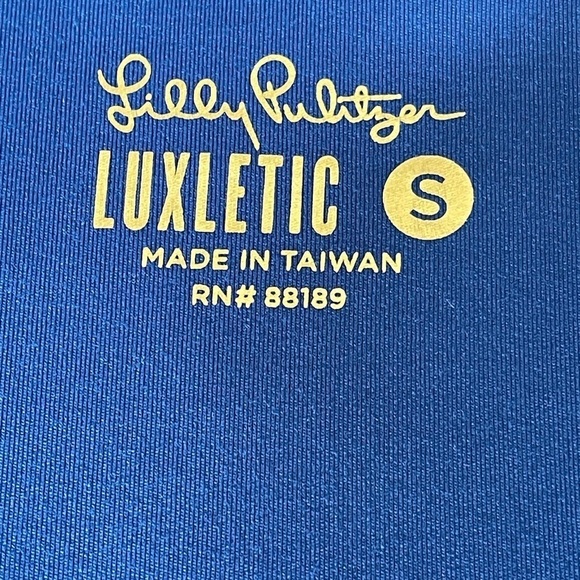 Lilly Pulitzer
LUXLETIC S
MADE IN TAIWAN
RN# 88189